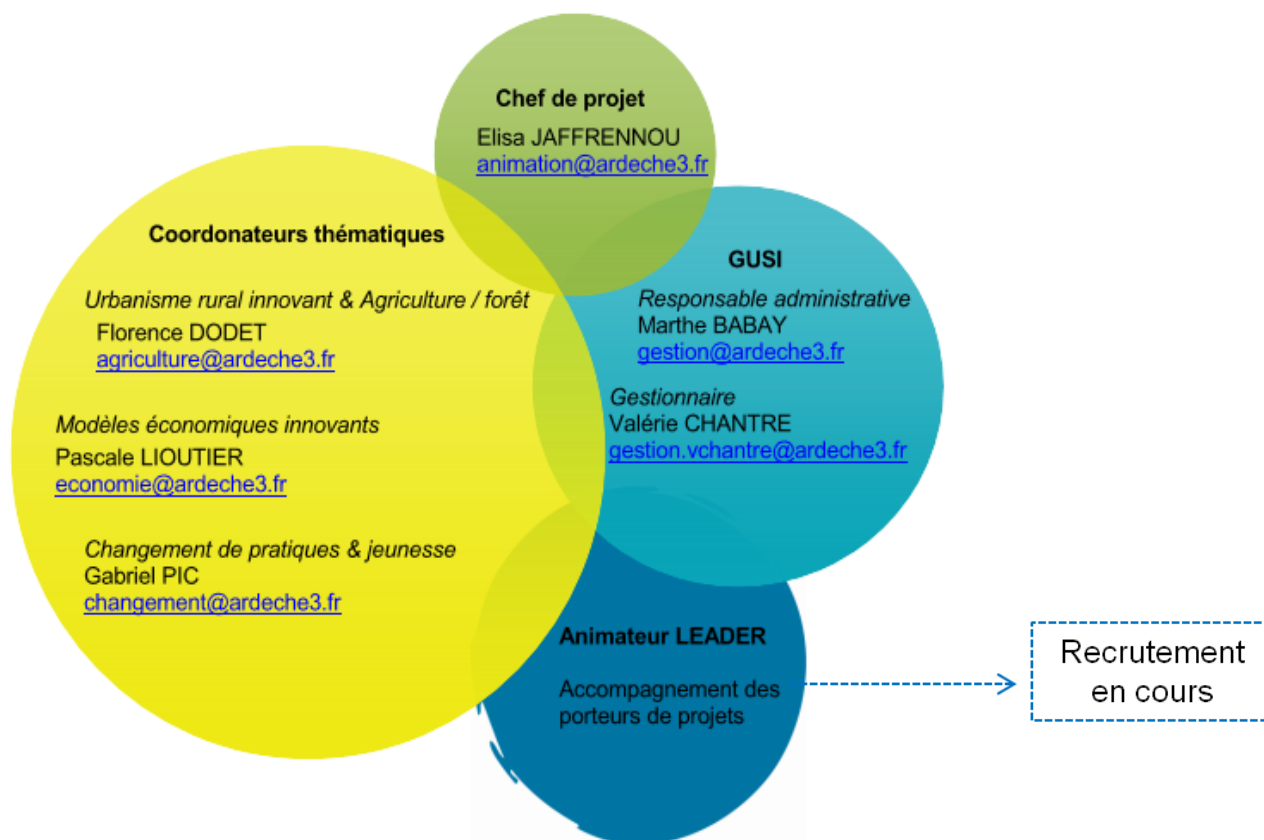 Chef de projet
Elisa JAFFRENNOU
animation@ardeche3.fr
Coordonateurs thématiques
Urbanisme rural innovant & Agriculture / forêt
Florence DODET
agriculture@ardeche3.fr
Modèles économiques innovants
Pascale LIOUTIER
economie@ardeche3.fr
Changement de pratiques & jeunesse
Gabriel PIC
changement@ardeche3.fr
GUSI
Responsable administrative
Marthe BABAY
gestion@ardeche3.fr
Gestionnaire
Valérie CHANTRE
gestion.vchantre@ardeche3.fr
Animateur LEADER
Accompagnement des
porteurs de projets
Recrutement
en cours